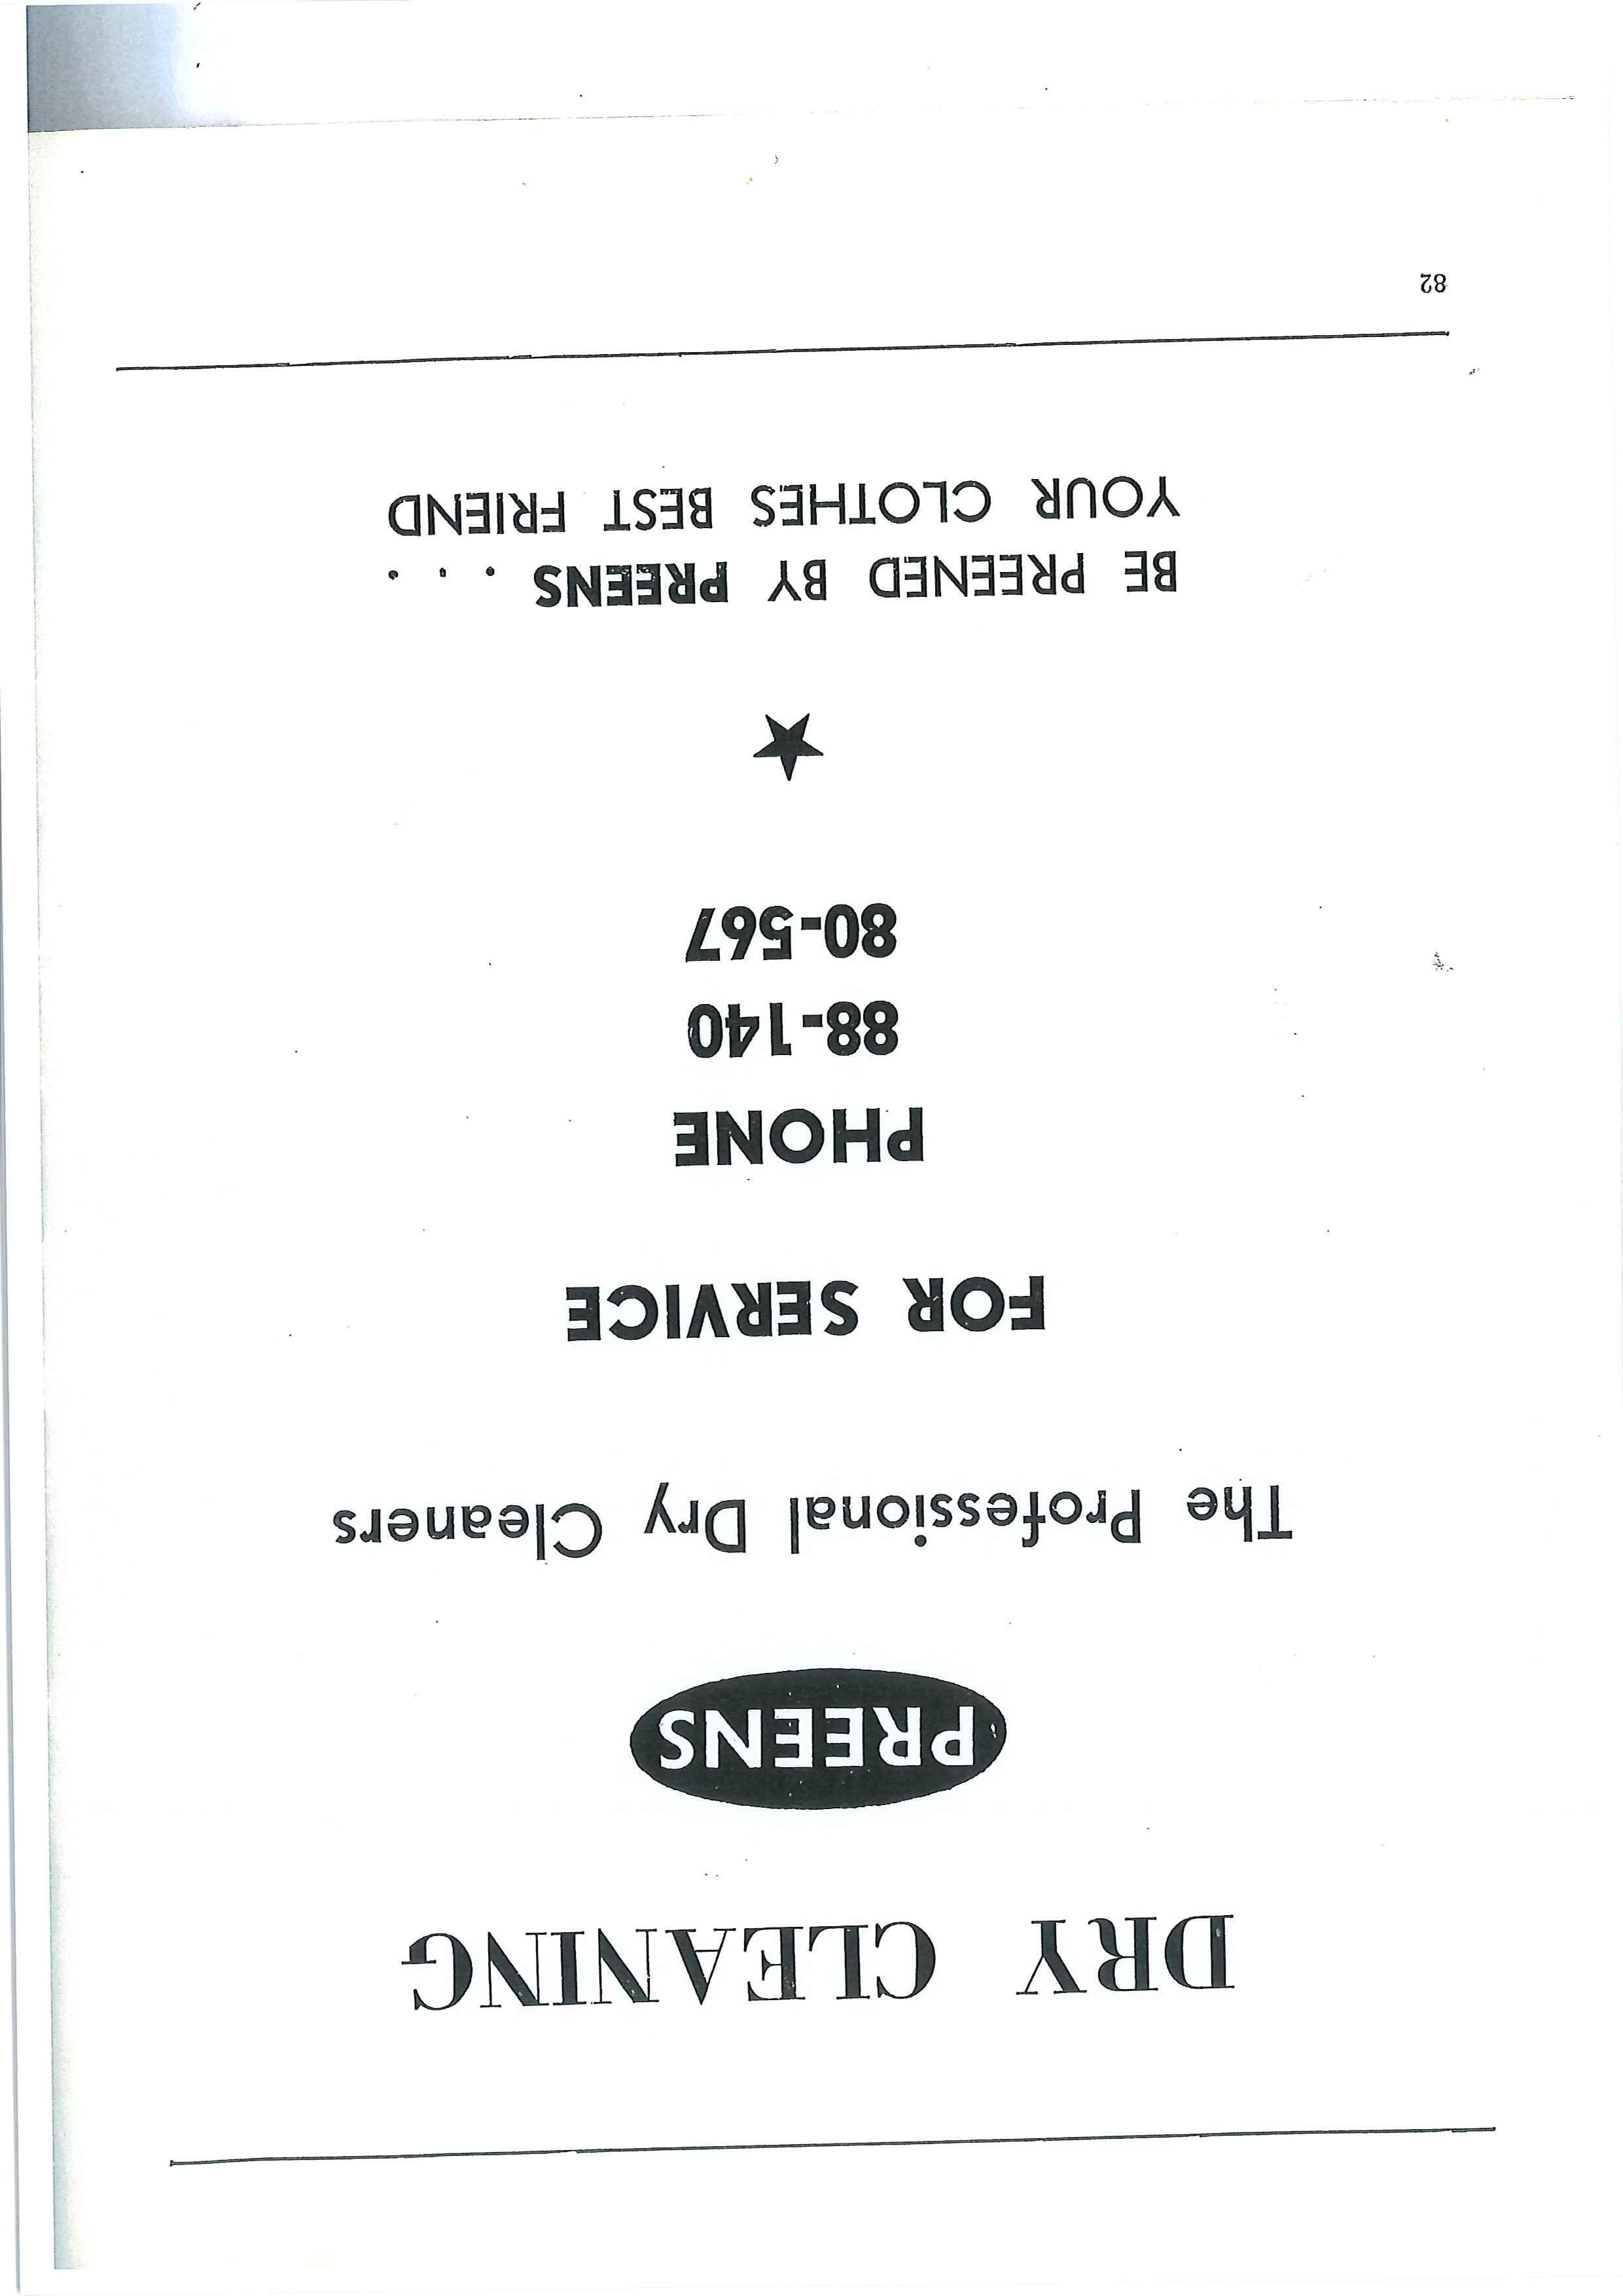 DRY CLEANING
PREENS
The Professional Dry Cleaners
FOR SERVICE
PHONE
88-140
80-567
BE PREENED BY PREENS . . .
YOUR CLOTHES BEST FRIEND
82